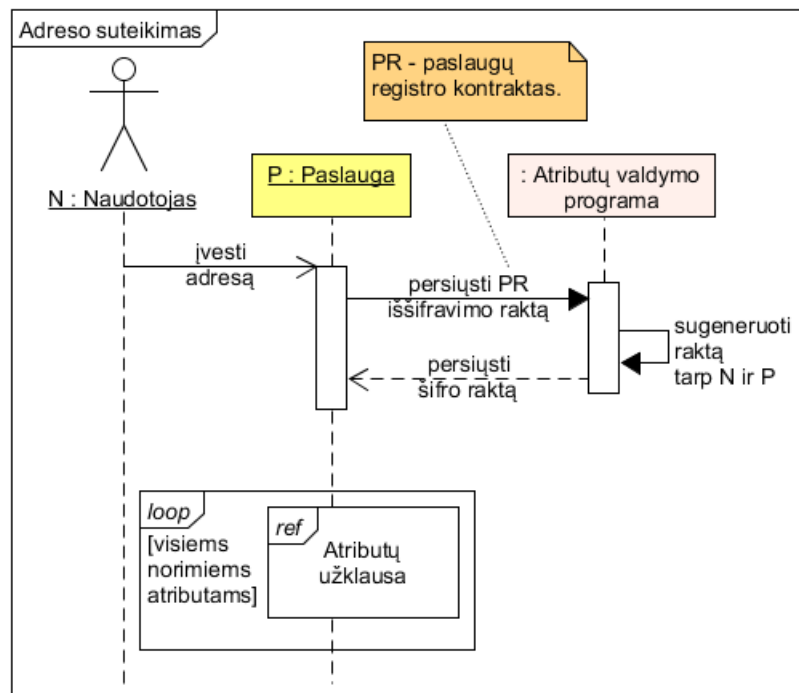 Adreso suteikimas
PR - paslaugų
registro kontraktas.
N : Naudotojas
P : Paslauga
: Atributų valdymo
programa
įvesti
adresą
persiųsti PR
iššifravimo raktą
sugeneruoti
raktą
tarp N ir P
persiųsti
šifro raktą
loop
[visiems
norimiems
atributams]
ref
Atributų
užklausa